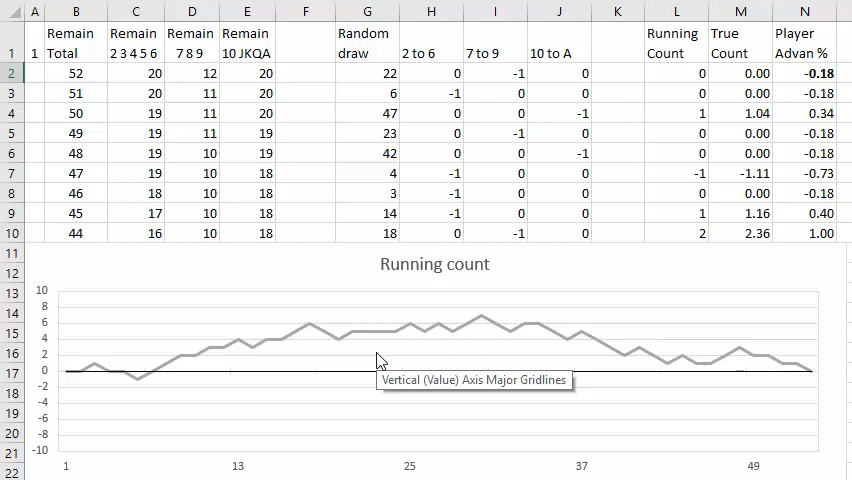 A B C D E F G H I J K L M N
Remain Remain Remain Remain Random Running True Player
1 1 Total 2 3 4 5 6 7 8 9 10 JKQA draw 2 to 6 7 to 9 10 to A Count Count Advan %
2 52 20 12 20 22 0 -1 0 0 0.00 -0.18
3 51 20 11 20 6 -1 0 0 0 0.00 -0.18
4 50 19 11 20 47 0 0 -1 1 1.04 0.34
5 49 19 11 19 23 0 -1 0 0 0.00 -0.18
6 48 19 10 19 42 0 0 -1 0 0.00 -0.18
7 47 19 10 18 4 -1 0 0 -1 -1.11 -0.73
8 46 18 10 18 3 -1 0 0 0 0.00 -0.18
9 45 17 10 18 14 -1 0 0 1 1.16 0.40
10 44 16 10 18 18 0 -1 0 2 2.36 1.00
11
Running count
12
13 10
14 8
15 6
4
16 2
17 0
Vertical (Value) Axis Major Gridlines
18 -2
19 -4
20 -6
-8
21 -10
22 1 13 25 37 49